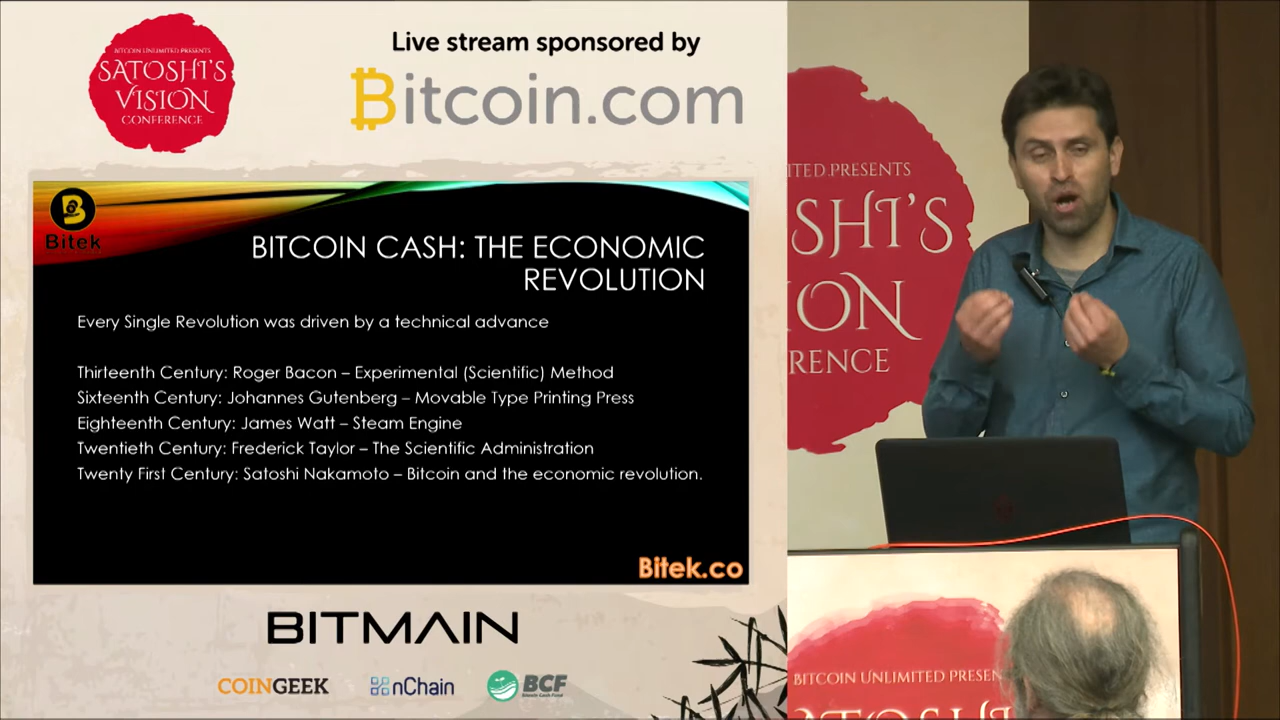 BITCOIN UNLIMITED PRESENTS
SATOSHI'S
VISION
CONFERENCE
Live stream sponsored by
Bitcoin.com
Bitek
BITCOIN CASH: THE ECONOMIC
REVOLUTION
Every Single Revolution was driven by a technical advance
Thirteenth Century: Roger Bacon – Experimental (Scientific) Method
Sixteenth Century: Johannes Gutenberg – Movable Type Printing Press
Eighteenth Century: James Watt – Steam Engine
Twentieth Century: Frederick Taylor – The Scientific Administration
Twenty First Century: Satoshi Nakamoto – Bitcoin and the economic revolution.
Bitek.co
BITMAIN
COINGEEK
nChain
BCF
ITED PRESENTS
SHI'S
ION
RENCE
BITCOIN UNLIMITED PRESEN